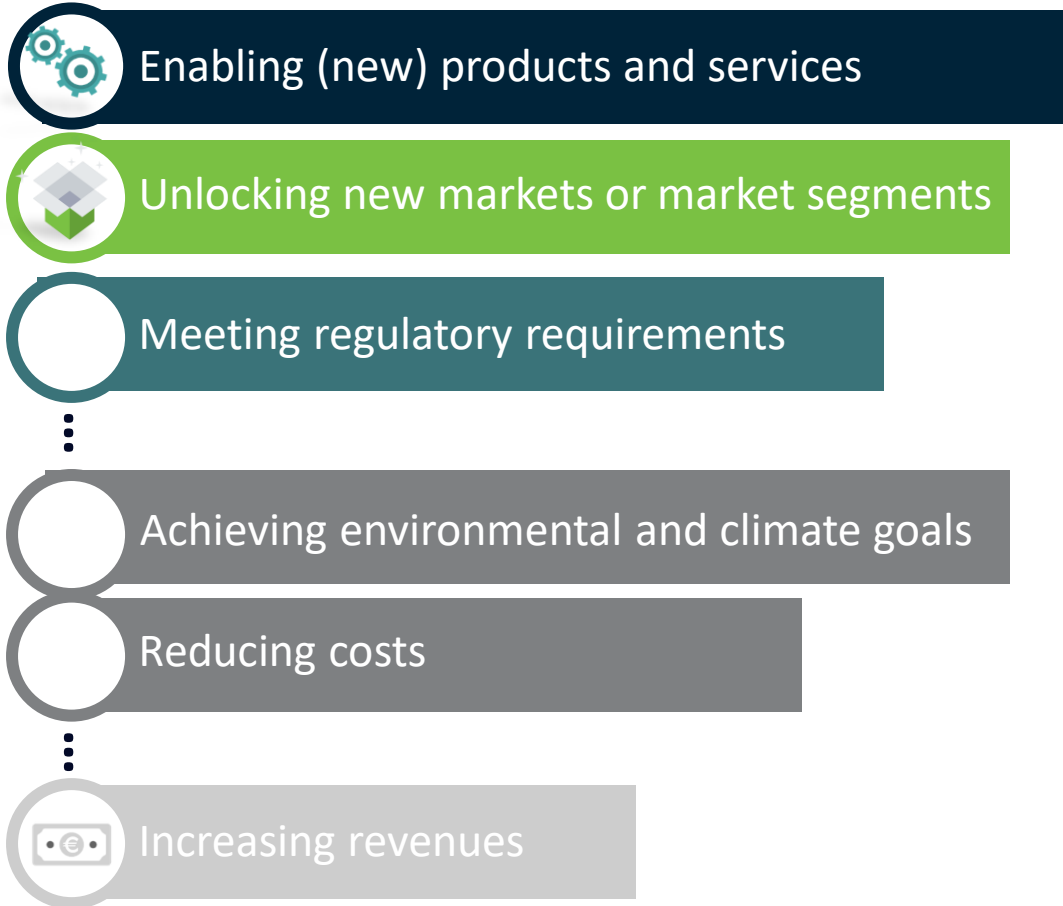 Enabling (new) products and services
Unlocking new markets or market segments
Meeting regulatory requirements
Achieving environmental and climate goals
Reducing costs
€
Increasing revenues